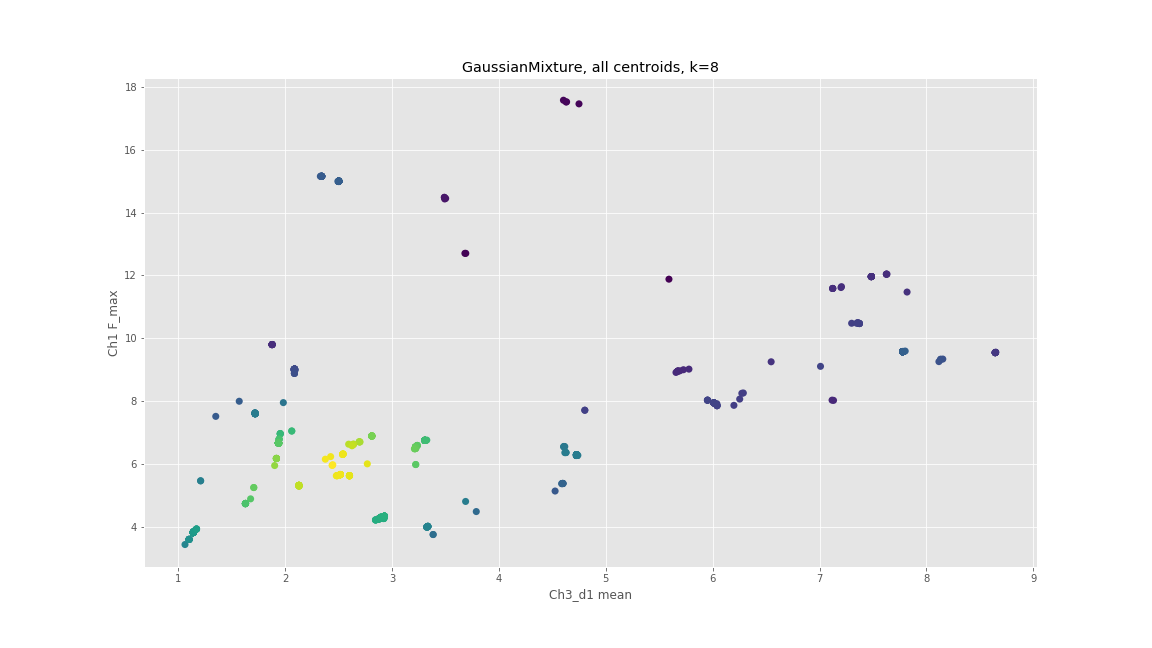 GaussianMixture, all centroids, k=8
18
16
14
12
10
8
6
4
Ch1 F_max
1 2 3 4 5 6 7 8 9
Ch3_d1 mean